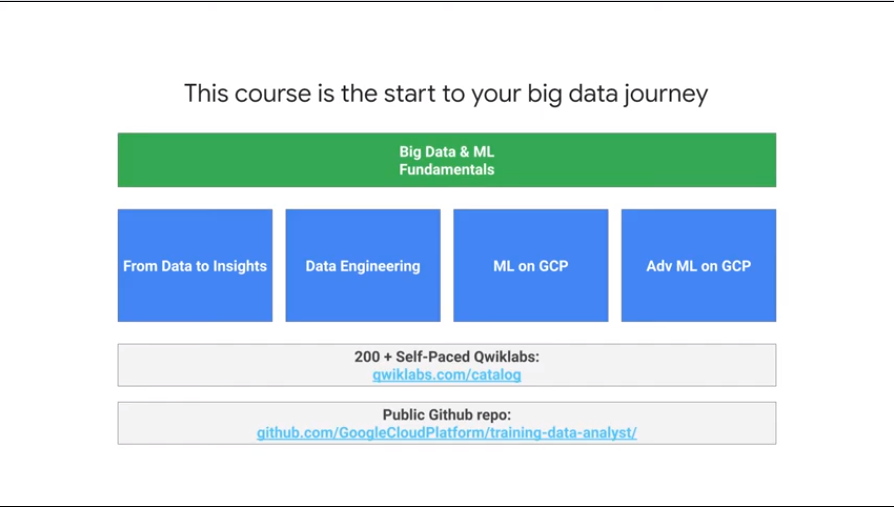 This course is the start to your big data journey
Big Data & ML
Fundamentals
From Data to Insights
Data Engineering
ML on GCP
Adv ML on GCP
200 + Self-Paced Qwiklabs:
qwiklabs.com/catalog
Public Github repo:
github.com/GoogleCloudPlatform/training-data-analyst/